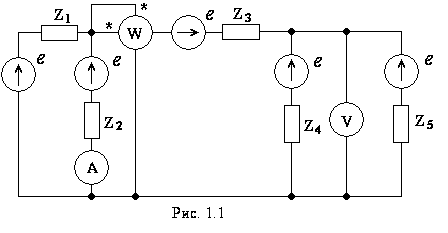 Z1 * * W e Z3
e e e e
Z2 Z4 V Z5
A
Рис. 1.1